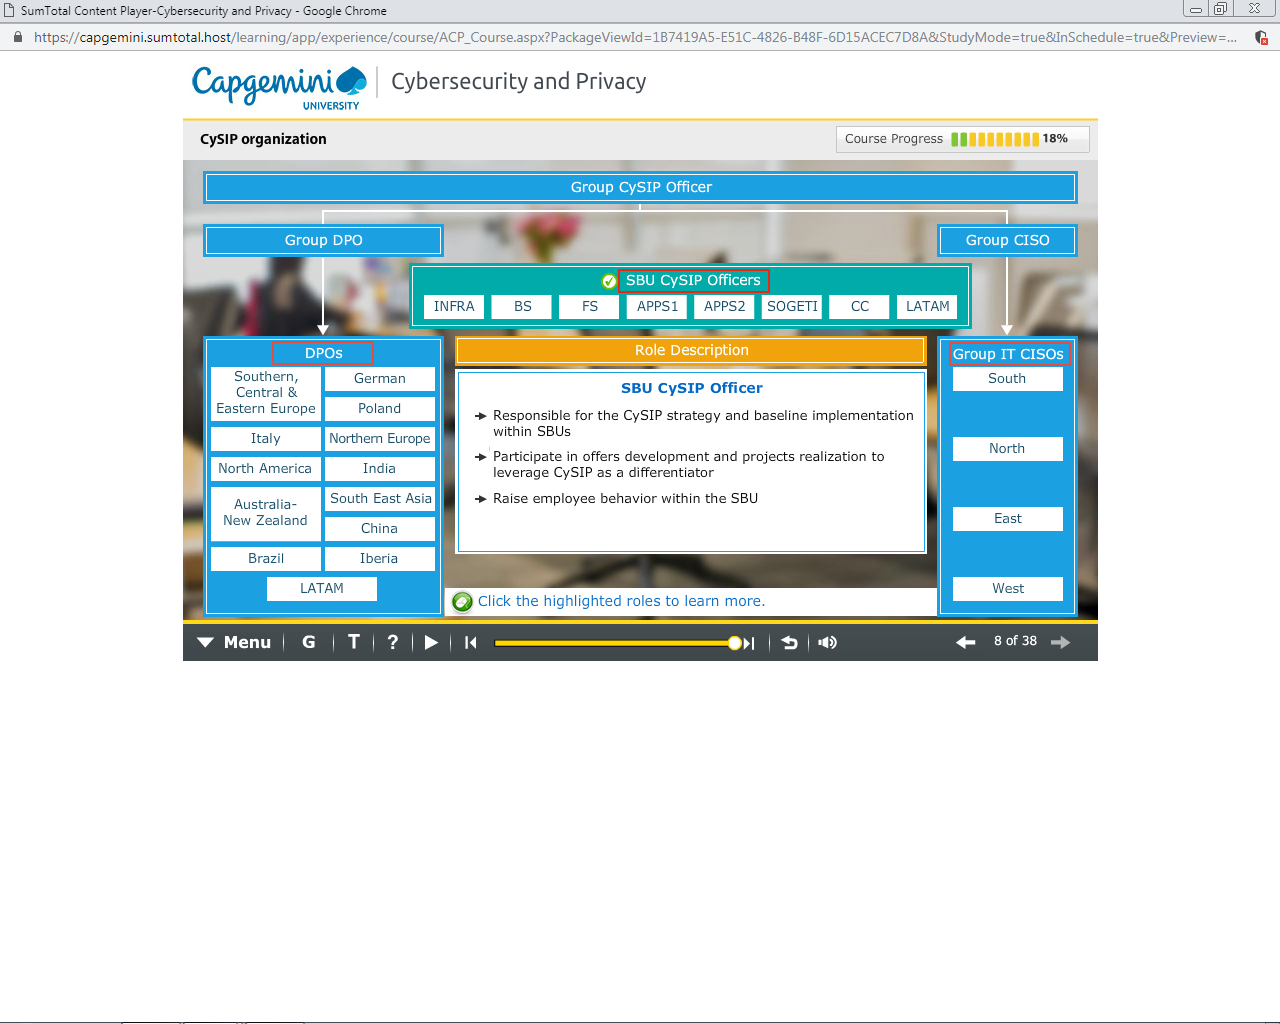 SumTotal Content Player-Cybersecurity and Privacy - Google Chrome
https://capgemini.sumtotal.host/learning/app/experience/course/ACP_Course.aspx?PackageViewId=1B7419A5-E51C-4826-B48F-6D15ACEC7D8A&StudyMode=true&InSchedule=true&Preview=...
Capgemini
UNIVERSITY
Cybersecurity and Privacy
CySIP organization
Course Progress 18%
Group CySIP Officer
Group DPO
Group CISO
SBU CySIP Officers
INFRA BS FS APPS1 APPS2 SOGETI CC LATAM
DPOs
Southern,
Central &
Eastern Europe
German
Poland
Italy
Northern Europe
North America
India
Australia-
New Zealand
South East Asia
China
Brazil
Iberia
LATAM
Role Description
SBU CySIP Officer
Responsible for the CySIP strategy and baseline implementation
within SBUs
Participate in offers development and projects realization to
leverage CySIP as a differentiator
Raise employee behavior within the SBU
Click the highlighted roles to learn more.
Group IT CISOs
South
North
East
West
Menu G T ? 8 of 38